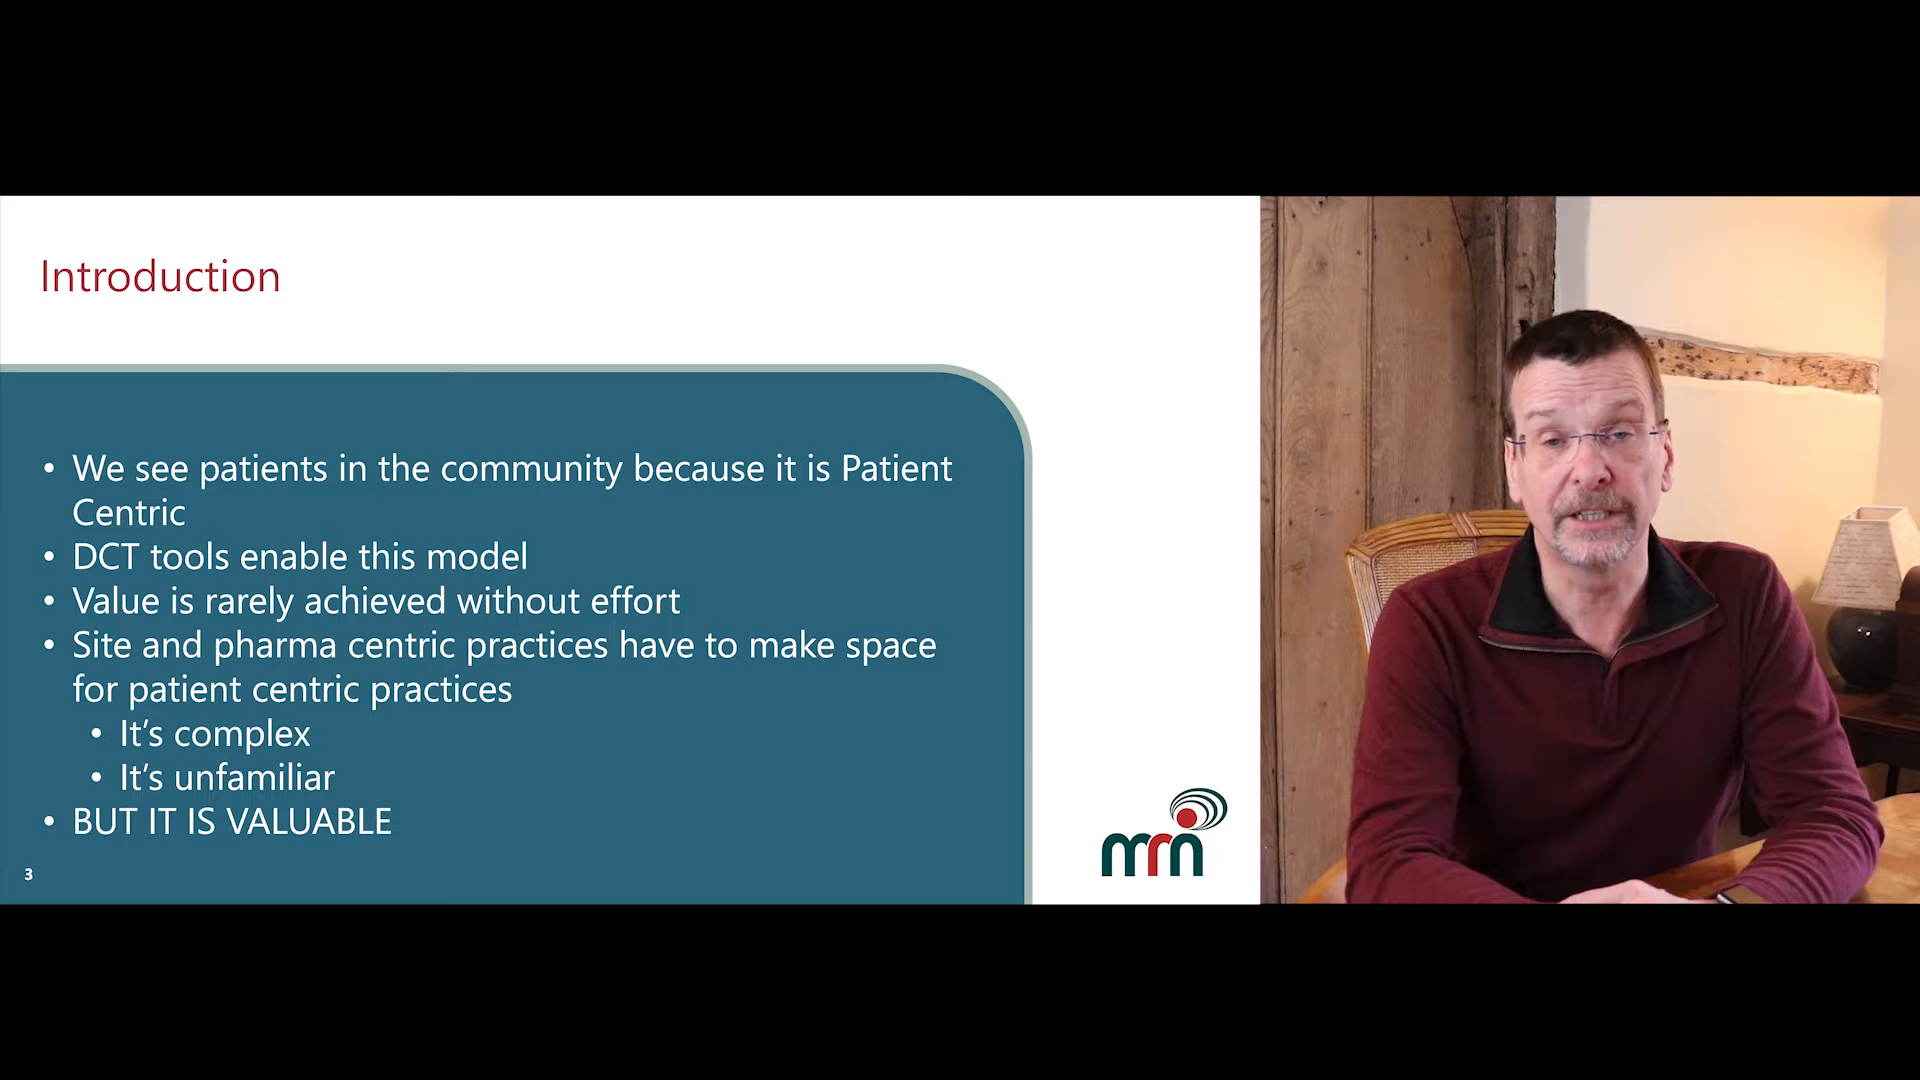 Introduction
• We see patients in the community because it is Patient
Centric
• DCT tools enable this model
• Value is rarely achieved without effort
• Site and pharma centric practices have to make space
for patient centric practices
• It’s complex
• It’s unfamiliar
• BUT IT IS VALUABLE
3
mrn